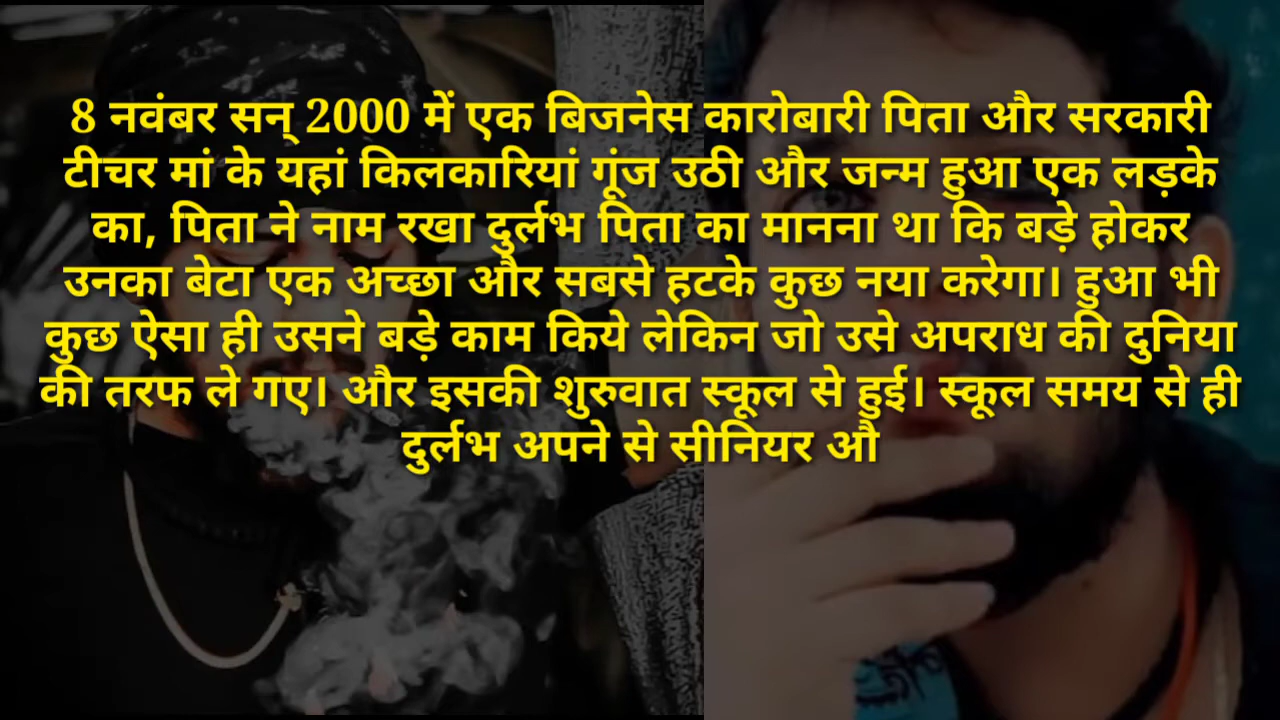 8 नवंबर सन् 2000 में एक बिजनेस कारोबारी पिता और सरकारी
टीचर मां के यहां किलकारियां गूंज उठी और जन्म हुआ एक लड़के
का, पिता ने नाम रखा दुर्लभ पिता का मानना था कि बड़े होकर
उनका बेटा एक अच्छा और सबसे हटके कुछ नया करेगा। हुआ भी
कुछ ऐसा ही उसने बड़े काम किये लेकिन जो उसे अपराध की दुनिया
की तरफ ले गए। और इसकी शुरुवात स्कूल से हुई। स्कूल समय से ही
दुर्लभ अपने से सीनियर औ